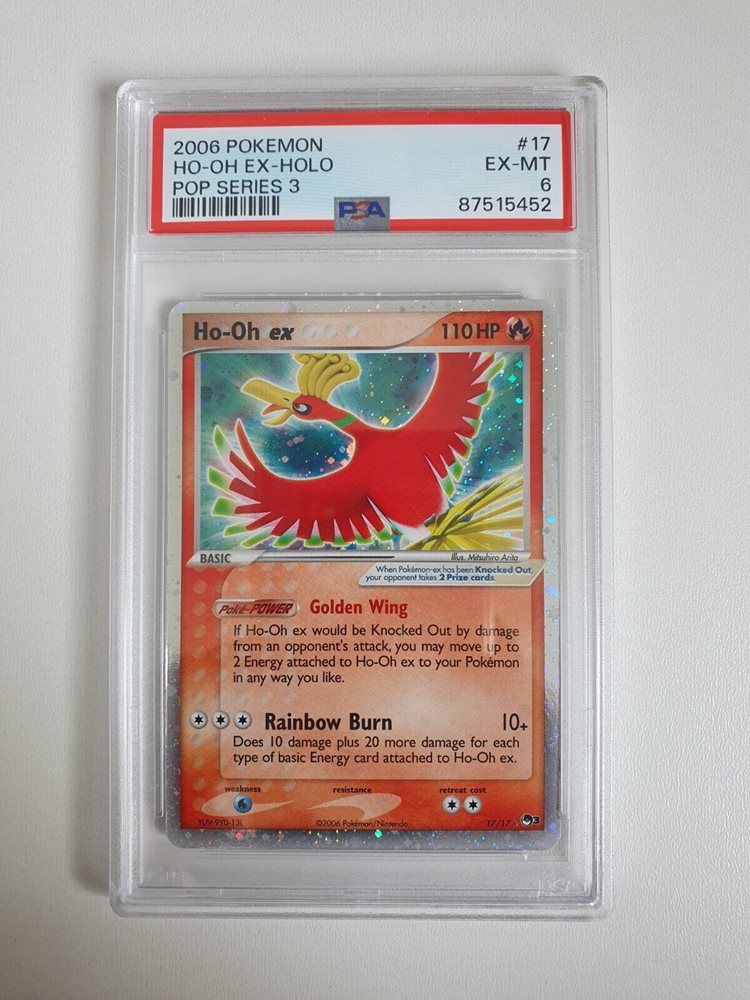 2006 POKEMON #17
HO-OH EX-HOLO EX-MT
POP SERIES 3 6
PSA 87515452
Ho-Oh ex 110 HP
BASIC
Illus. Mitsuhiro Arita
When Pokémon-ex has been Knocked Out,
your opponent takes 2 Prize cards.
Poké-POWER Golden Wing
If Ho-Oh ex would be Knocked Out by damage
from an opponent's attack, you may move up to
2 Energy attached to Ho-Oh ex to your Pokémon
in any way you like.
Rainbow Burn 10+
Does 10 damage plus 20 more damage for each
type of basic Energy card attached to Ho-Oh ex.
weakness resistance retreat cost
YUV-9Y0-13L ©2006 Pokémon/Nintendo 17/17 3